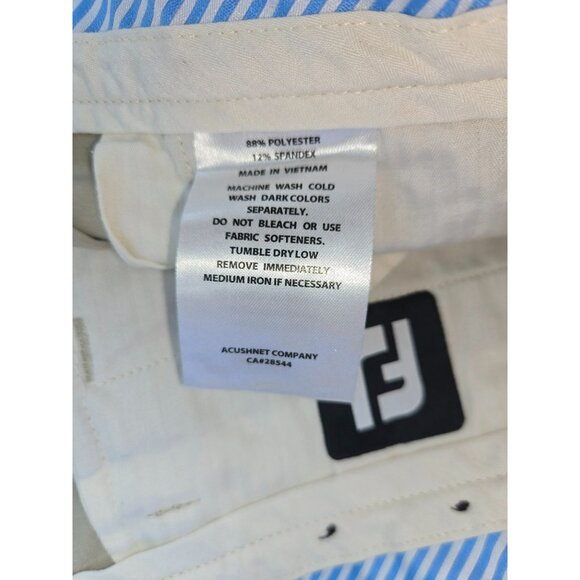 88% POLYESTER
12% SPANDEX
MADE IN VIETNAM
MACHINE WASH COLD
WASH DARK COLORS
SEPARATELY.
DO NOT BLEACH OR USE
FABRIC SOFTENERS.
TUMBLE DRY LOW
REMOVE IMMEDIATELY
MEDIUM IRON IF NECESSARY
ACUSHNET COMPANY
CA#28544
FJ